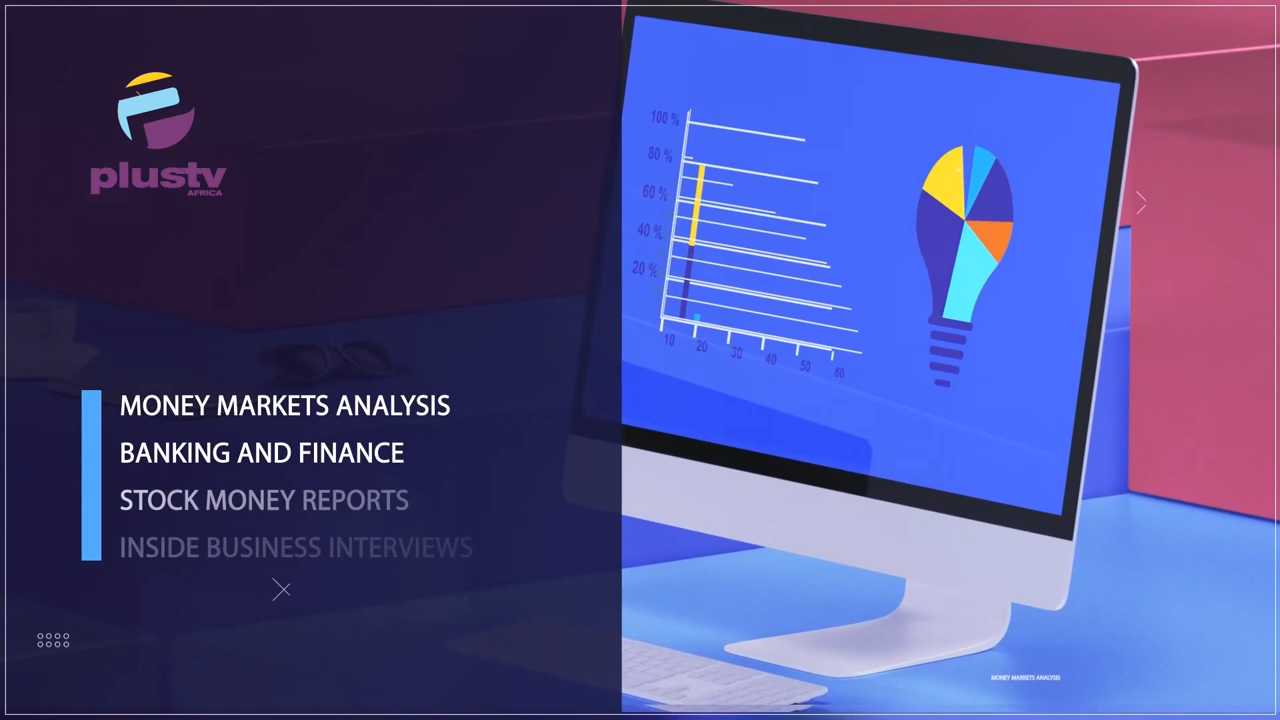 plustv
AFRICA
MONEY MARKETS ANALYSIS
BANKING AND FINANCE
STOCK MONEY REPORTS
INSIDE BUSINESS INTERVIEWS
100 %
80 %
60 %
40 %
20 %
10 20 30 40 50 60
MONEY MARKETS ANALYSIS